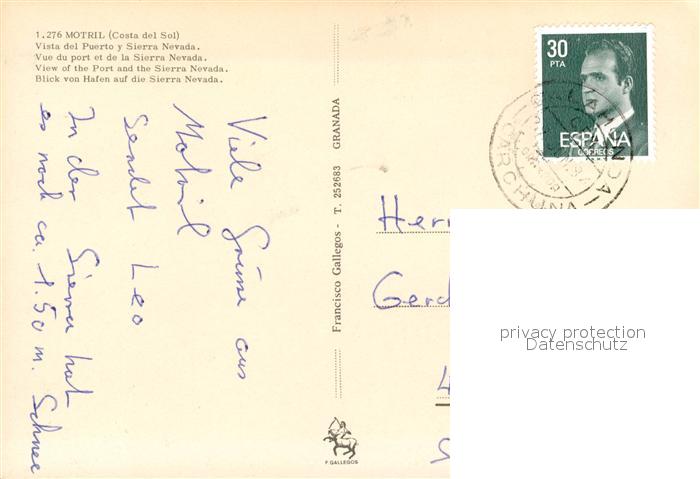 1.276 MOTRIL (Costa del Sol)
Vista del Puerto y Sierra Nevada.
Vue du port et de la Sierra Nevada.
View of the Port and the Sierra Nevada.
Blick von Hafen auf die Sierra Nevada.
Viele Grüsse aus
Motril
Sendet Leo
In der Sierra hat
es noch ca. 1.50 m. Schnee
Francisco Gallegos - T. 252683 GRANADA
F. GALLEGOS
30
PTA
ESPAÑA
CORREOS
CARCHUNA
Herr
Gerd
4
privacy protection
Datenschutz